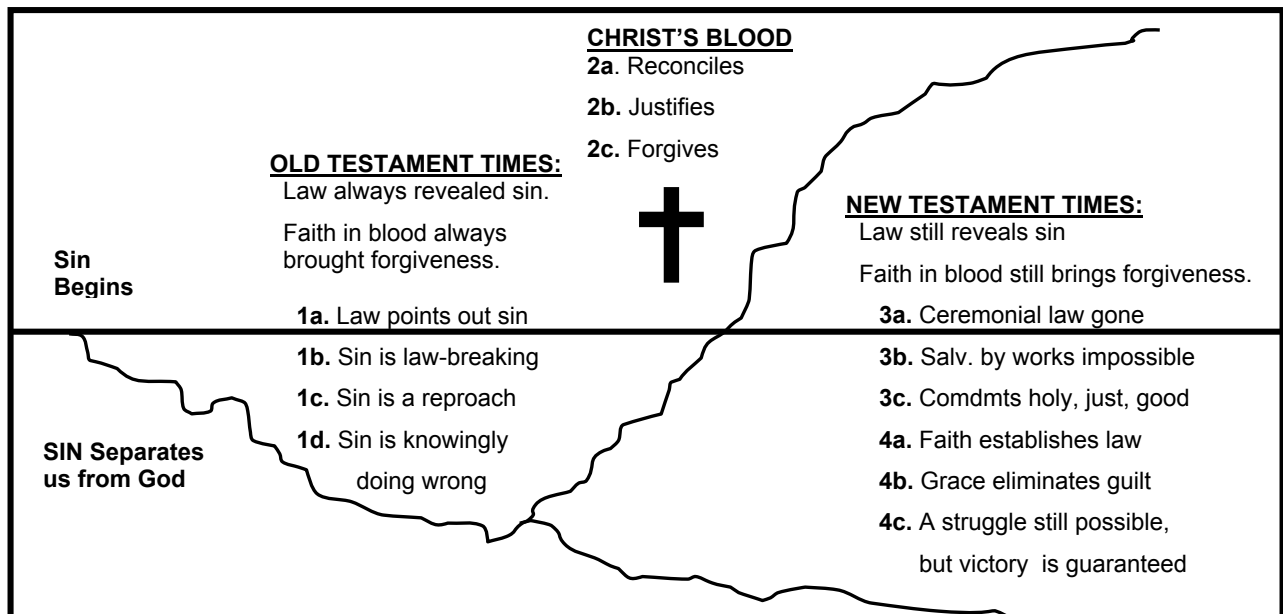 CHRIST'S BLOOD
2a. Reconciles
2b. Justifies
2c. Forgives
OLD TESTAMENT TIMES:
Law always revealed sin.
Faith in blood always
brought forgiveness.
Sin
Begins
1a. Law points out sin
1b. Sin is law-breaking
1c. Sin is a reproach
1d. Sin is knowingly
doing wrong
SIN Separates
us from God
NEW TESTAMENT TIMES:
Law still reveals sin
Faith in blood still brings forgiveness.
3a. Ceremonial law gone
3b. Salv. by works impossible
3c. Comdmts holy, just, good
4a. Faith establishes law
4b. Grace eliminates guilt
4c. A struggle still possible,
but victory is guaranteed